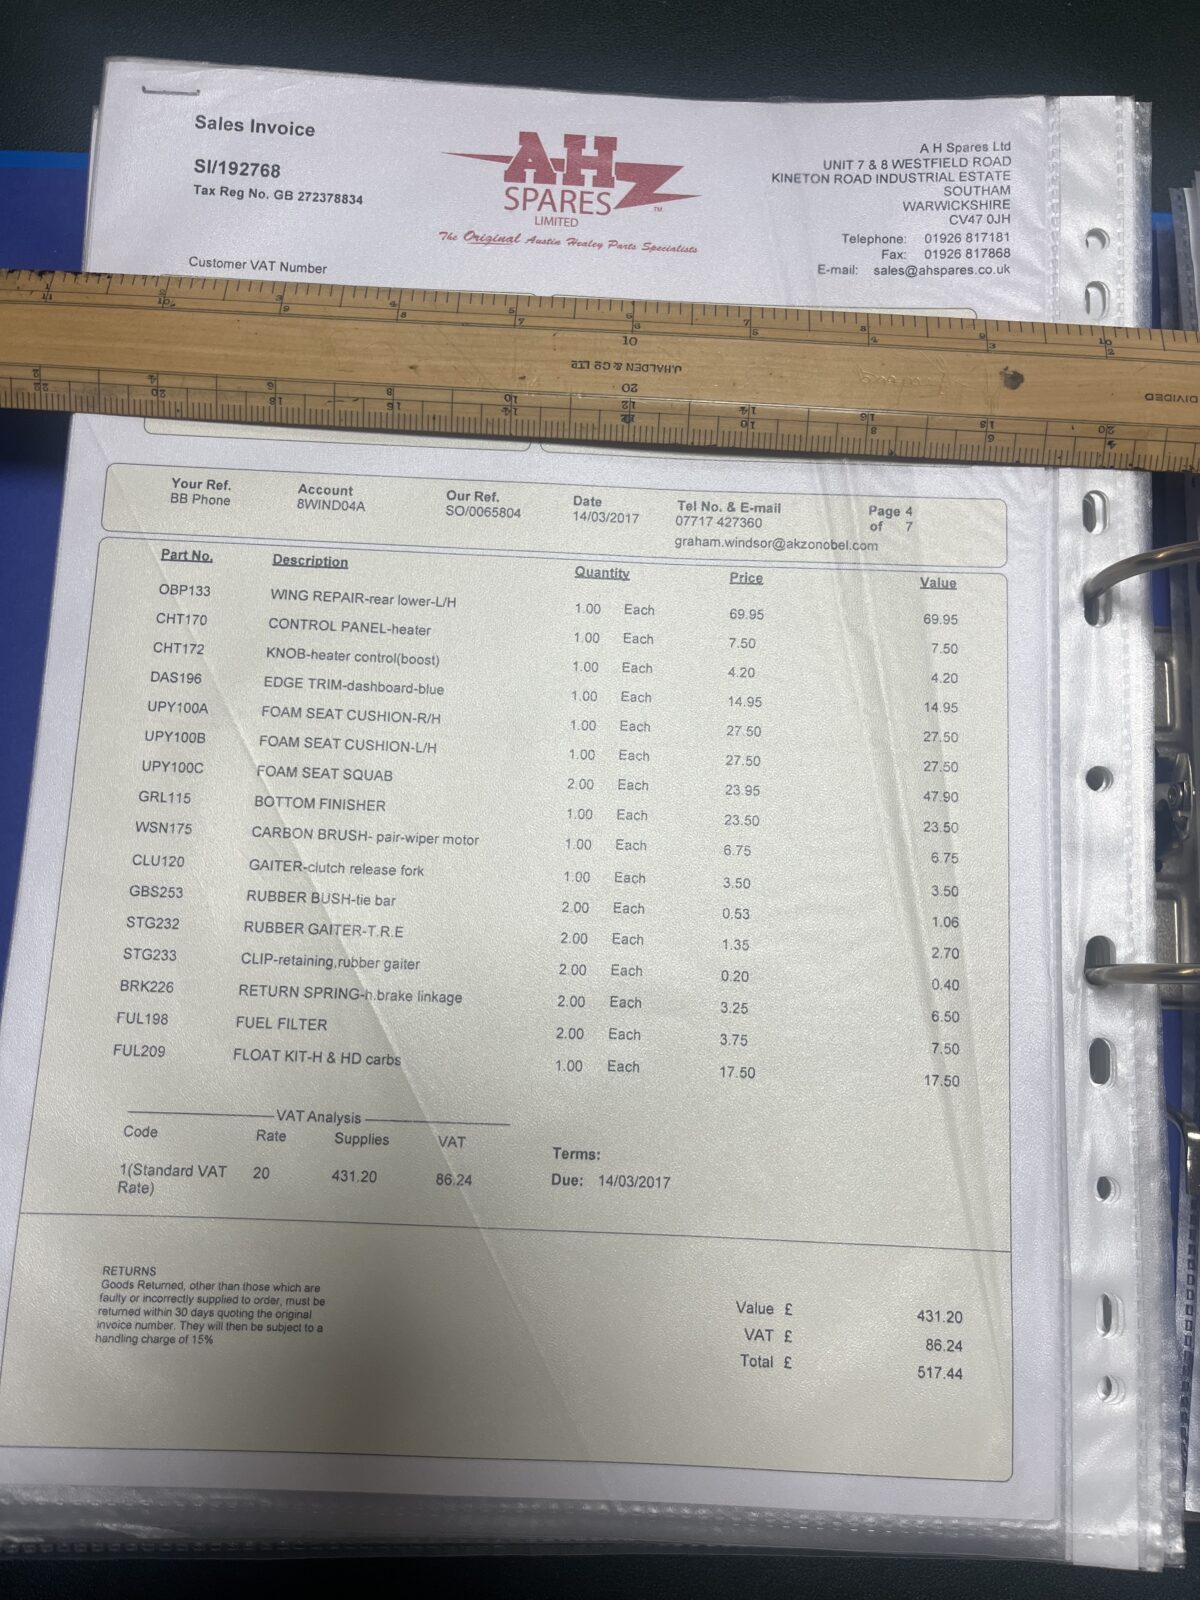 Sales Invoice
SI/192768
Tax Reg No. GB 272378834
Customer VAT Number
A-H
SPARES
LIMITED
TM
The Original Austin Healey Parts Specialists
A H Spares Ltd
UNIT 7 & 8 WESTFIELD ROAD
KINETON ROAD INDUSTRIAL ESTATE
SOUTHAM
WARWICKSHIRE
CV47 0JH
Telephone: 01926 817181
Fax: 01926 817868
E-mail: sales@ahspares.co.uk
10
J.HALDEN & CO LTD
20
DIVIDED
Your Ref. Account Our Ref. Date Tel No. & E-mail Page 4
BB Phone 8WIND04A SO/0065804 14/03/2017 07717 427360 of 7
graham.windsor@akzonobel.com
Part No. Description Quantity Price Value
OBP133 WING REPAIR-rear lower-L/H 1.00 Each 69.95 69.95
CHT170 CONTROL PANEL-heater 1.00 Each 7.50 7.50
CHT172 KNOB-heater control(boost) 1.00 Each 4.20 4.20
DAS196 EDGE TRIM-dashboard-blue 1.00 Each 14.95 14.95
UPY100A FOAM SEAT CUSHION-R/H 1.00 Each 27.50 27.50
UPY100B FOAM SEAT CUSHION-L/H 1.00 Each 27.50 27.50
UPY100C FOAM SEAT SQUAB 2.00 Each 23.95 47.90
GRL115 BOTTOM FINISHER 1.00 Each 23.50 23.50
WSN175 CARBON BRUSH- pair-wiper motor 1.00 Each 6.75 6.75
CLU120 GAITER-clutch release fork 1.00 Each 3.50 3.50
GBS253 RUBBER BUSH-tie bar 2.00 Each 0.53 1.06
STG232 RUBBER GAITER-T.R.E 2.00 Each 1.35 2.70
STG233 CLIP-retaining,rubber gaiter 2.00 Each 0.20 0.40
BRK226 RETURN SPRING-h.brake linkage 2.00 Each 3.25 6.50
FUL198 FUEL FILTER 2.00 Each 3.75 7.50
FUL209 FLOAT KIT-H & HD carbs 1.00 Each 17.50 17.50
VAT Analysis
Code Rate Supplies VAT
1(Standard VAT 20 431.20 86.24
Rate)
Terms:
Due: 14/03/2017
RETURNS
Goods Returned, other than those which are
faulty or incorrectly supplied to order, must be
returned within 30 days quoting the original
invoice number. They will then be subject to a
handling charge of 15%
Value £ 431.20
VAT £ 86.24
Total £ 517.44